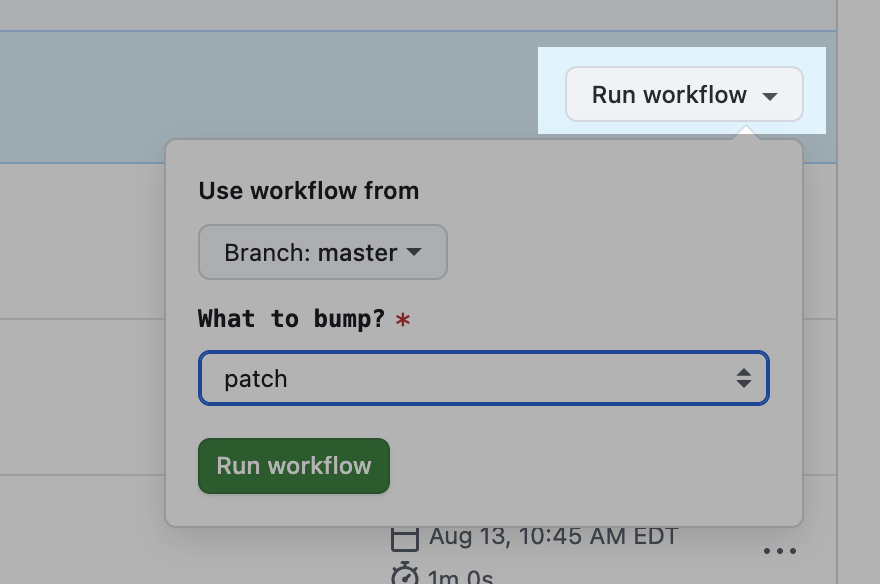 Run workflow
Use workflow from
Branch: master
What to bump? *
patch
Run workflow
Aug 13, 10:45 AM EDT
1m 0s